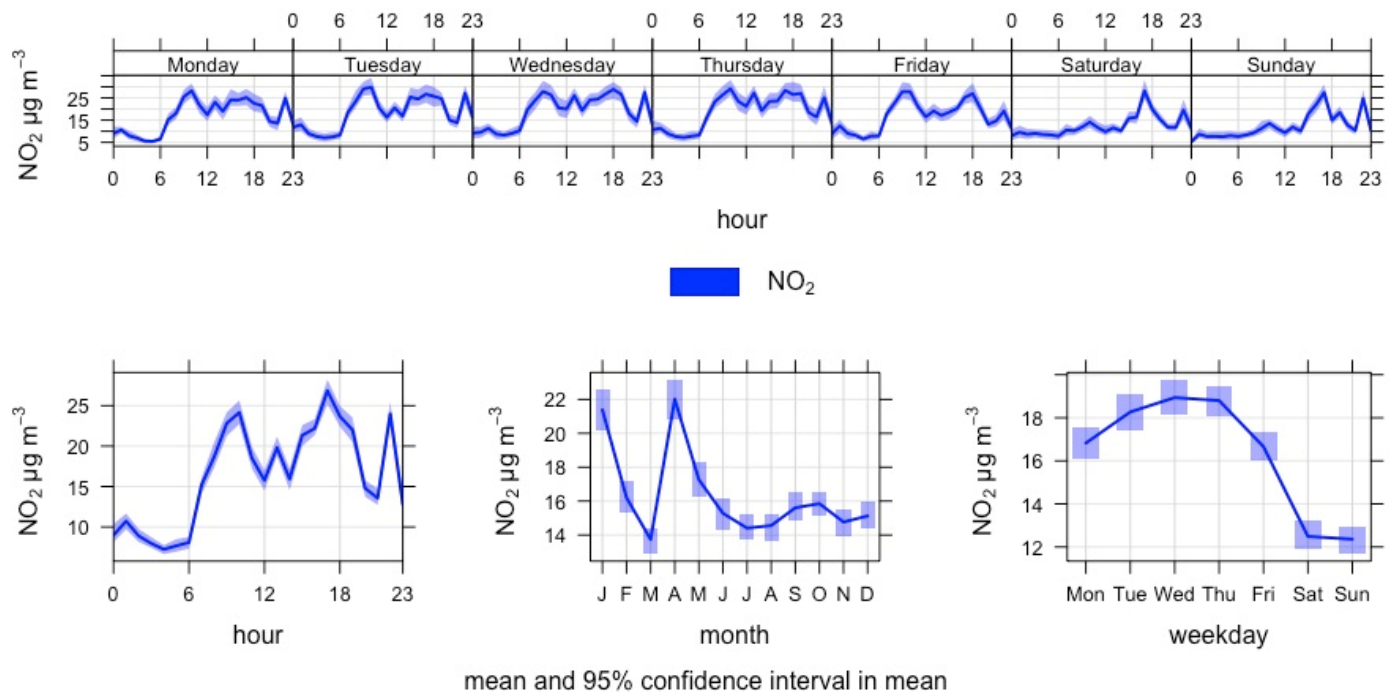 0 6 12 18 23 0 6 12 18 23 0 6 12 18 23
Monday Tuesday Wednesday Thursday Friday Saturday Sunday
NO₂ µg m⁻³
25
15
5
0 6 12 18 23 0 6 12 18 23 0 6 12 18 23 0 6 12 18 23
hour
NO₂
NO₂ µg m⁻³
25
20
15
10
0 6 12 18 23
hour
NO₂ µg m⁻³
22
20
18
16
14
J F M A M J J A S O N D
month
NO₂ µg m⁻³
18
16
14
12
Mon Tue Wed Thu Fri Sat Sun
weekday
mean and 95% confidence interval in mean